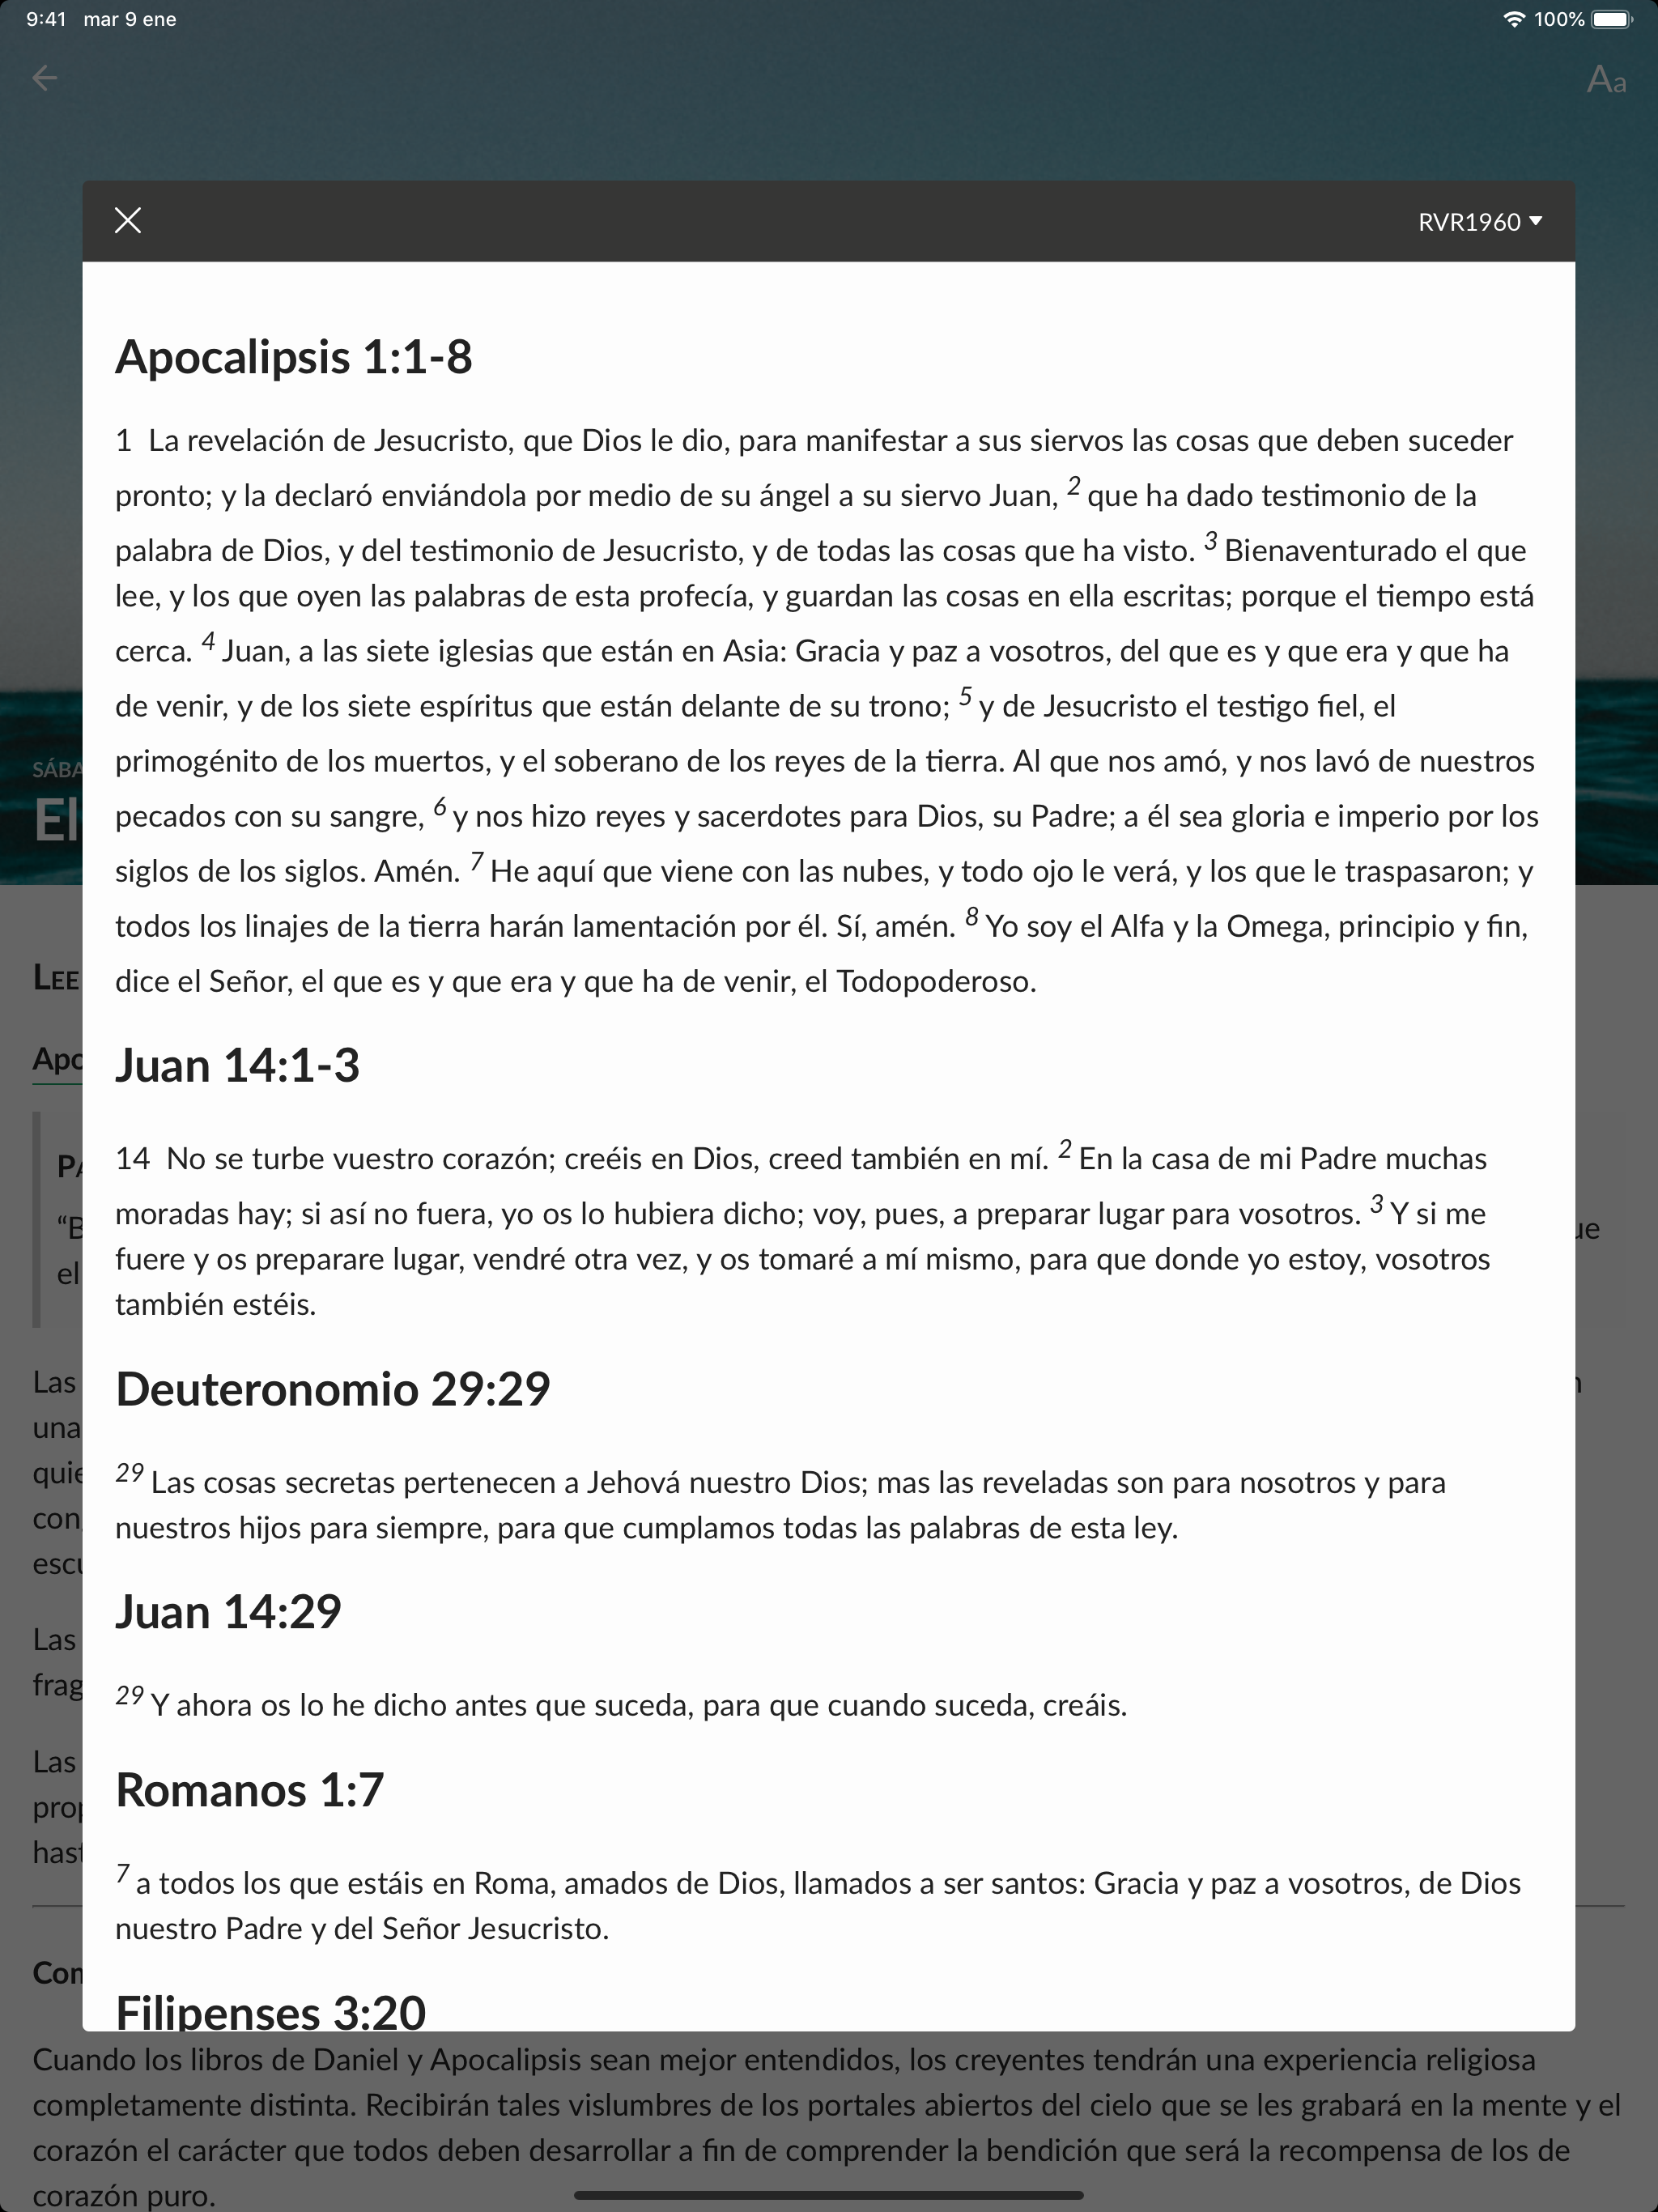 9:41 mar 9 ene
100%
Aa
RVR1960
Apocalipsis 1:1-8
1 La revelación de Jesucristo, que Dios le dio, para manifestar a sus siervos las cosas que deben suceder
pronto; y la declaró enviándola por medio de su ángel a su siervo Juan, 2 que ha dado testimonio de la
palabra de Dios, y del testimonio de Jesucristo, y de todas las cosas que ha visto. 3 Bienaventurado el que
lee, y los que oyen las palabras de esta profecía, y guardan las cosas en ella escritas; porque el tiempo está
cerca. 4 Juan, a las siete iglesias que están en Asia: Gracia y paz a vosotros, del que es y que era y que ha
de venir, y de los siete espíritus que están delante de su trono; 5 y de Jesucristo el testigo fiel, el
primogénito de los muertos, y el soberano de los reyes de la tierra. Al que nos amó, y nos lavó de nuestros
pecados con su sangre, 6 y nos hizo reyes y sacerdotes para Dios, su Padre; a él sea gloria e imperio por los
siglos de los siglos. Amén. 7 He aquí que viene con las nubes, y todo ojo le verá, y los que le traspasaron; y
todos los linajes de la tierra harán lamentación por él. Sí, amén. 8 Yo soy el Alfa y la Omega, principio y fin,
dice el Señor, el que es y que era y que ha de venir, el Todopoderoso.
Juan 14:1-3
14 No se turbe vuestro corazón; creéis en Dios, creed también en mí. 2 En la casa de mi Padre muchas
moradas hay; si así no fuera, yo os lo hubiera dicho; voy, pues, a preparar lugar para vosotros. 3 Y si me
fuere y os preparare lugar, vendré otra vez, y os tomaré a mí mismo, para que donde yo estoy, vosotros
también estéis.
Deuteronomio 29:29
29 Las cosas secretas pertenecen a Jehová nuestro Dios; mas las reveladas son para nosotros y para
nuestros hijos para siempre, para que cumplamos todas las palabras de esta ley.
Juan 14:29
29 Y ahora os lo he dicho antes que suceda, para que cuando suceda, creáis.
Romanos 1:7
7 a todos los que estáis en Roma, amados de Dios, llamados a ser santos: Gracia y paz a vosotros, de Dios
nuestro Padre y del Señor Jesucristo.
Filipenses 3:20
El
Las
una
Las
Las
Cuando los libros de Daniel y Apocalipsis sean mejor entendidos, los creyentes tendrán una experiencia religiosa
completamente distinta. Recibirán tales vislumbres de los portales abiertos del cielo que se les grabará en la mente y el
corazón el carácter que todos deben desarrollar a fin de comprender la bendición que será la recompensa de los de
corazón puro.